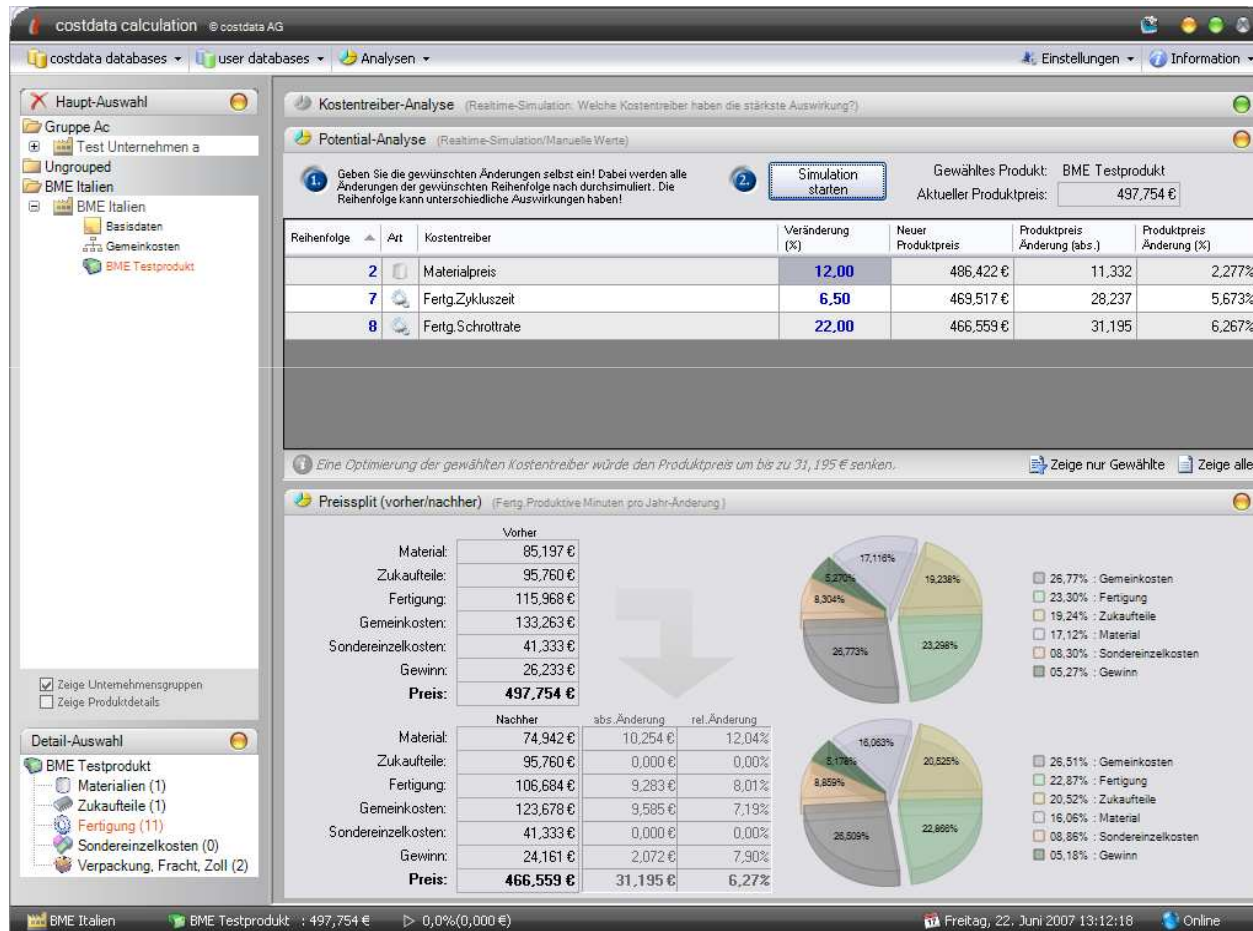 costdata calculation © costdata AG
costdata databases user databases Analysen Einstellungen Information
Haupt-Auswahl
Gruppe Ac
Test Unternehmen a
Ungrouped
BME Italien
BME Italien
Basisdaten
Gemeinkosten
BME Testprodukt
Zeige Unternehmensgruppen
Zeige Produktdetails
Detail-Auswahl
BME Testprodukt
Materialien (1)
Zukaufteile (1)
Fertigung (11)
Sondereinzelkosten (0)
Verpackung, Fracht, Zoll (2)
Kostentreiber-Analyse (Realtime-Simulation: Welche Kostentreiber haben die stärkste Auswirkung?)
Potential-Analyse (Realtime-Simulation/Manuelle Werte)
1. Geben Sie die gewünschten Änderungen selbst ein! Dabei werden alle
Änderungen der gewünschten Reihenfolge nach durchsimuliert. Die
Reihenfolge kann unterschiedliche Auswirkungen haben!
2. Simulation
starten
Gewähltes Produkt: BME Testprodukt
Aktueller Produktpreis: 497,754 €
Reihenfolge Art Kostentreiber Veränderung (%) Neuer Produktpreis Produktpreis Änderung (abs.) Produktpreis Änderung (%)
2 Materialpreis 12,00 486,422 € 11,332 2,277%
7 Fertg.Zykluszeit 6,50 469,517 € 28,237 5,673%
8 Fertg.Schrottrate 22,00 466,559 € 31,195 6,267%
Eine Optimierung der gewählten Kostentreiber würde den Produktpreis um bis zu 31,195 € senken. Zeige nur Gewählte Zeige alle
Preissplit (vorher/nachher) (Fertg.Produktive Minuten pro Jahr-Änderung)
Vorher
Material: 85,197 €
Zukaufteile: 95,760 €
Fertigung: 115,968 €
Gemeinkosten: 133,263 €
Sondereinzelkosten: 41,333 €
Gewinn: 26,233 €
Preis: 497,754 €
17,116%
5,270%
19,238%
8,304%
26,773%
23,298%
26,77% : Gemeinkosten
23,30% : Fertigung
19,24% : Zukaufteile
17,12% : Material
08,30% : Sondereinzelkosten
05,27% : Gewinn
Nachher abs.Änderung rel.Änderung
Material: 74,942 € 10,254 € 12,04%
Zukaufteile: 95,760 € 0,000 € 0,00%
Fertigung: 106,684 € 9,283 € 8,01%
Gemeinkosten: 123,678 € 9,585 € 7,19%
Sondereinzelkosten: 41,333 € 0,000 € 0,00%
Gewinn: 24,161 € 2,072 € 7,90%
Preis: 466,559 € 31,195 € 6,27%
16,063%
5,178%
20,525%
8,859%
26,509%
22,866%
26,51% : Gemeinkosten
22,87% : Fertigung
20,52% : Zukaufteile
16,06% : Material
08,86% : Sondereinzelkosten
05,18% : Gewinn
BME Italien BME Testprodukt : 497,754 € 0,0%(0,000 €) Freitag, 22. Juni 2007 13:12:18 Online